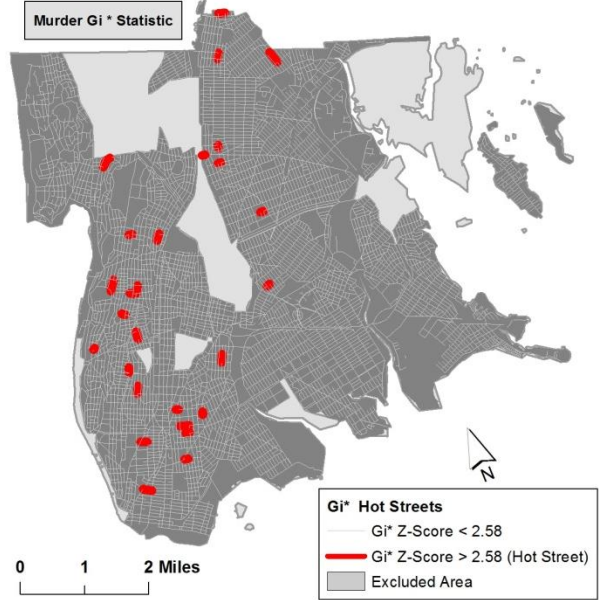 Murder Gi * Statistic
N
0 1 2 Miles
Gi* Hot Streets
Gi* Z-Score < 2.58
Gi* Z-Score > 2.58 (Hot Street)
Excluded Area